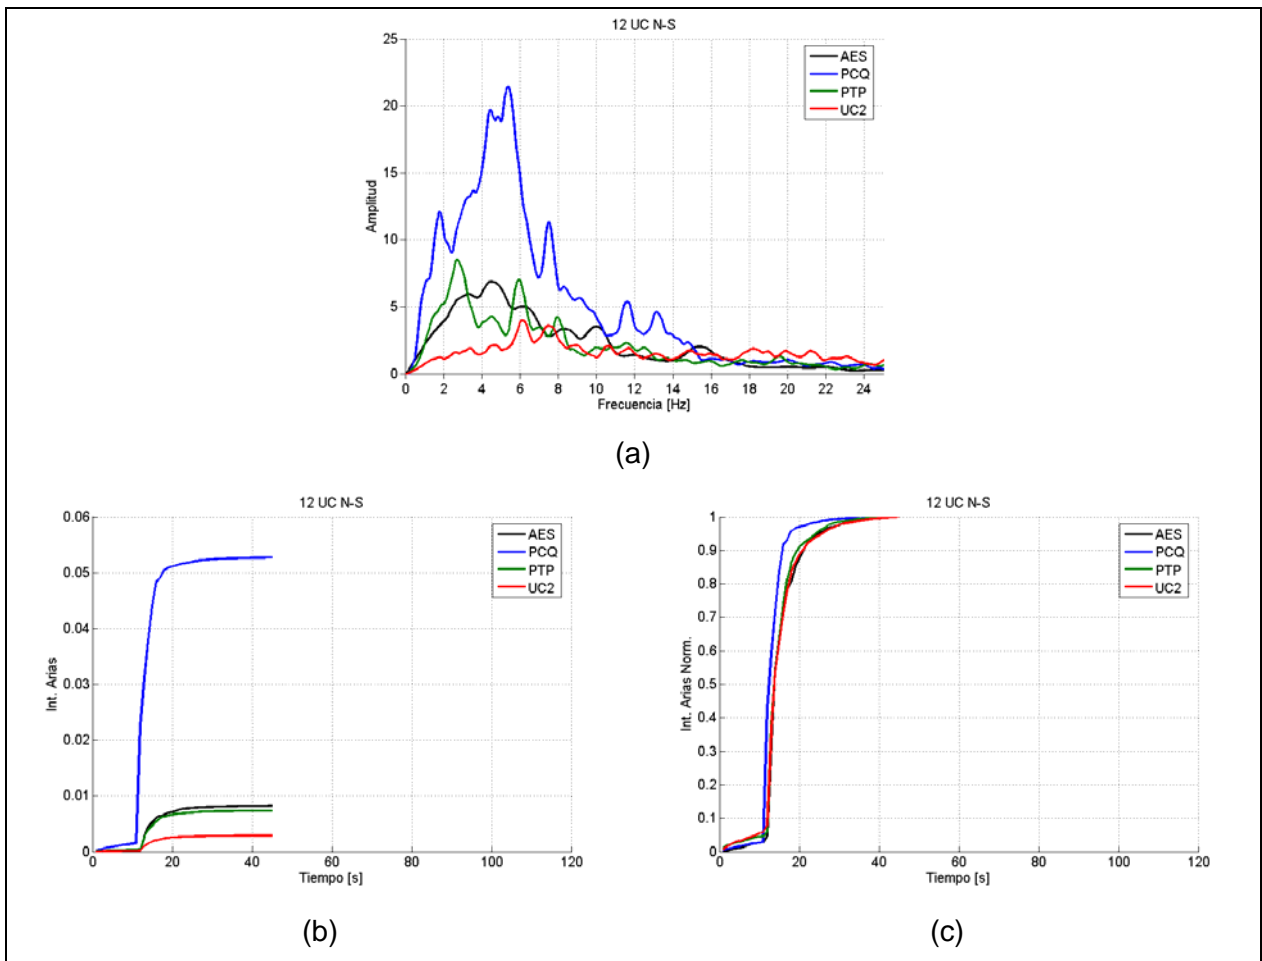 12 UC N-S
25
20
15
10
5
0
Amplitud
AES
PCQ
PTP
UC2
0 2 4 6 8 10 12 14 16 18 20 22 24
Frecuencia [Hz]
(a)
12 UC N-S
0.06
0.05
0.04
0.03
0.02
0.01
0
Int. Arias
AES
PCQ
PTP
UC2
20 40 60 80 100 120
Tiempo [s]
(b)
12 UC N-S
1
0.9
0.8
0.7
0.6
0.5
0.4
0.3
0.2
0.1
0
Int. Arias Norm.
AES
PCQ
PTP
UC2
0 20 40 60 80 100 120
Tiempo [s]
(c)